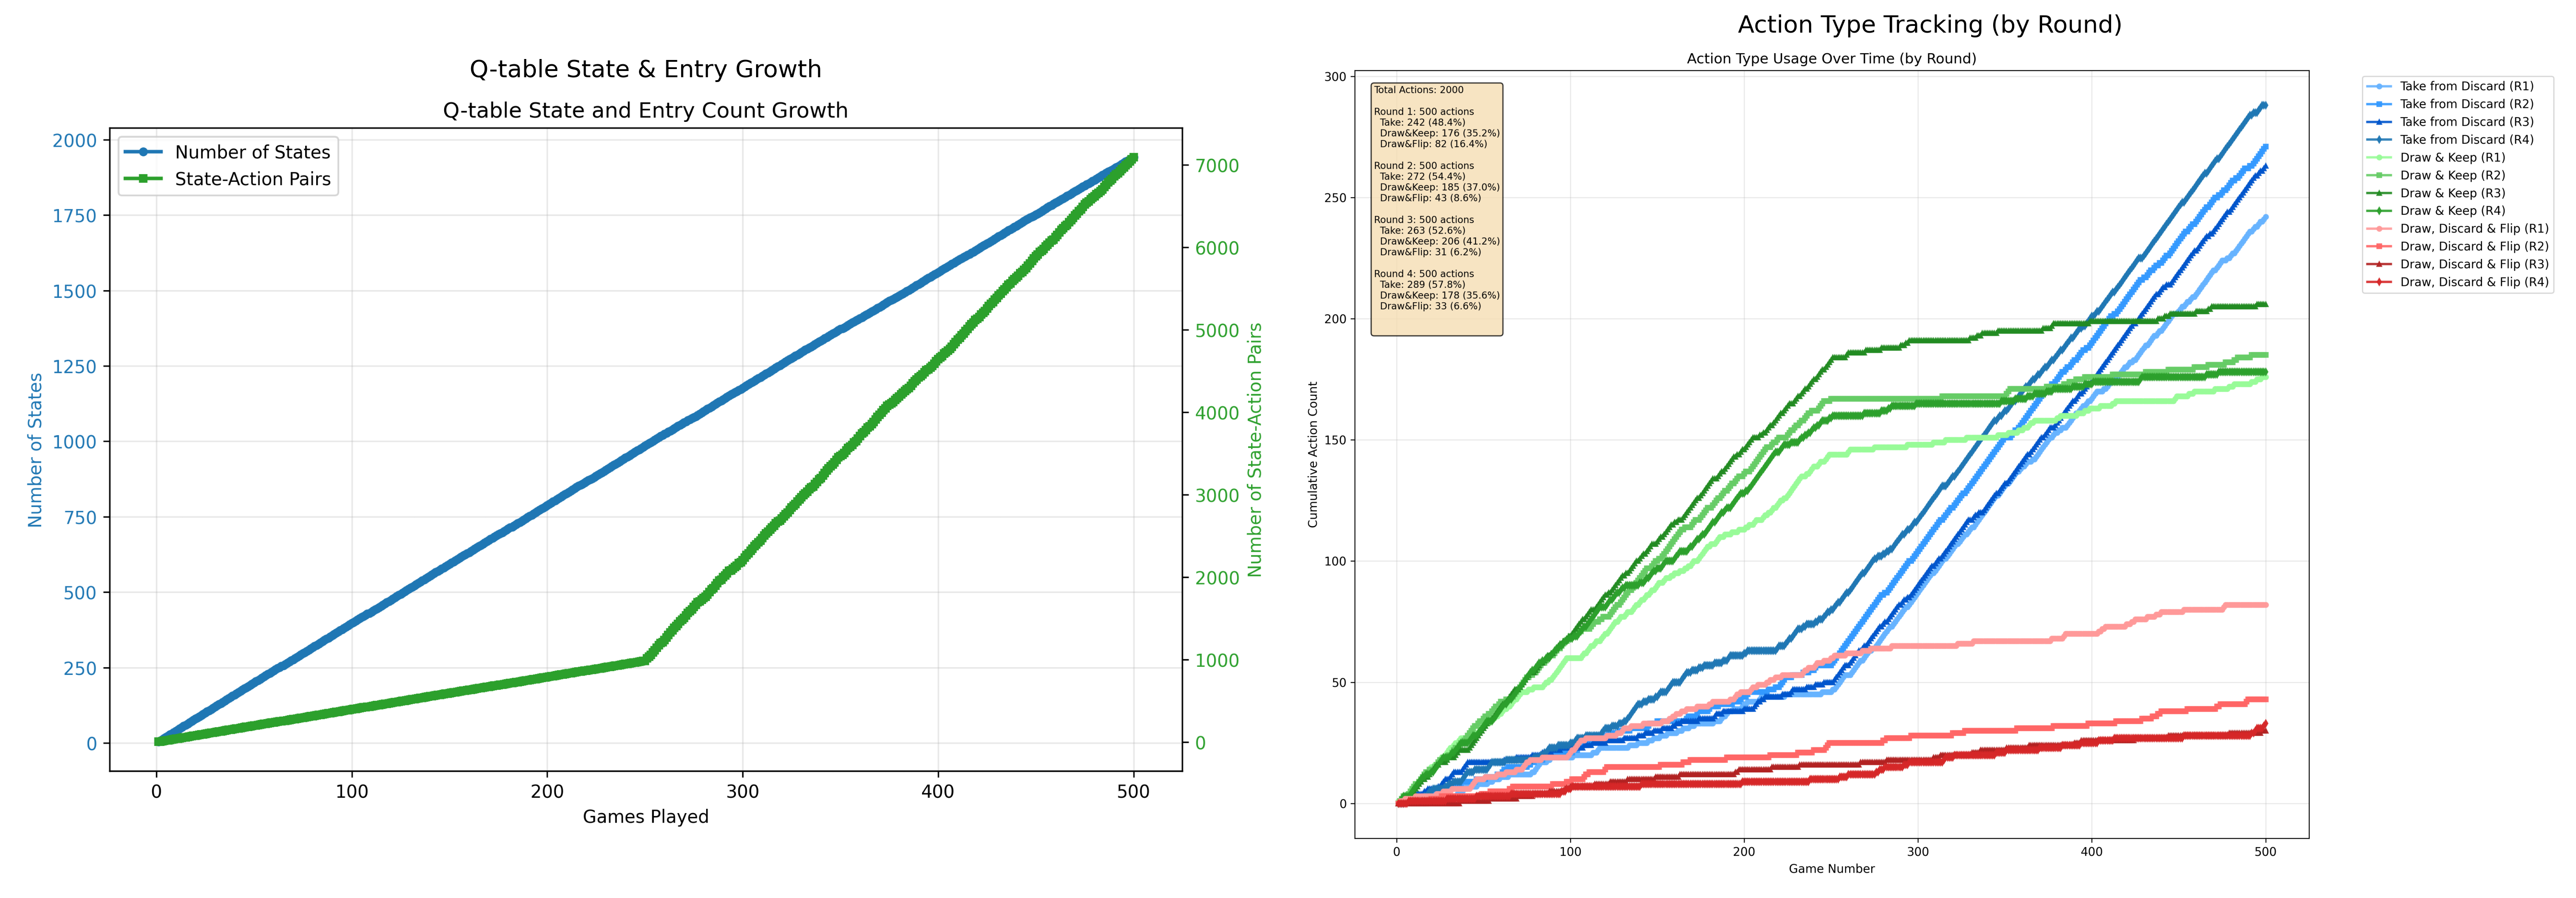 Q-table State & Entry Growth
Q-table State and Entry Count Growth
Number of States
State-Action Pairs
Number of States
2000
1750
1500
1250
1000
750
500
250
0
Number of State-Action Pairs
7000
6000
5000
4000
3000
2000
1000
0
0 100 200 300 400 500
Games Played
Action Type Tracking (by Round)
Action Type Usage Over Time (by Round)
Total Actions: 2000
Round 1: 500 actions
Take: 242 (48.4%)
Draw&Keep: 176 (35.2%)
Draw&Flip: 82 (16.4%)
Round 2: 500 actions
Take: 272 (54.4%)
Draw&Keep: 185 (37.0%)
Draw&Flip: 43 (8.6%)
Round 3: 500 actions
Take: 263 (52.6%)
Draw&Keep: 206 (41.2%)
Draw&Flip: 31 (6.2%)
Round 4: 500 actions
Take: 289 (57.8%)
Draw&Keep: 178 (35.6%)
Draw&Flip: 33 (6.6%)
Cumulative Action Count
300
250
200
150
100
50
0
0 100 200 300 400 500
Game Number
Take from Discard (R1)
Take from Discard (R2)
Take from Discard (R3)
Take from Discard (R4)
Draw & Keep (R1)
Draw & Keep (R2)
Draw & Keep (R3)
Draw & Keep (R4)
Draw, Discard & Flip (R1)
Draw, Discard & Flip (R2)
Draw, Discard & Flip (R3)
Draw, Discard & Flip (R4)